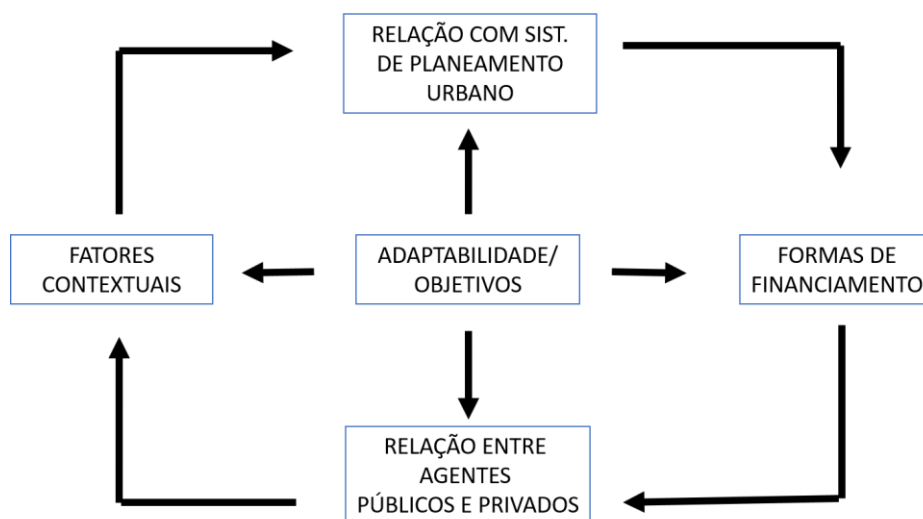 RELAÇÃO COM SIST.
DE PLANEAMENTO
URBANO
FATORES
CONTEXTUAIS
ADAPTABILIDADE/
OBJETIVOS
FORMAS DE
FINANCIAMENTO
RELAÇÃO ENTRE
AGENTES
PÚBLICOS E PRIVADOS